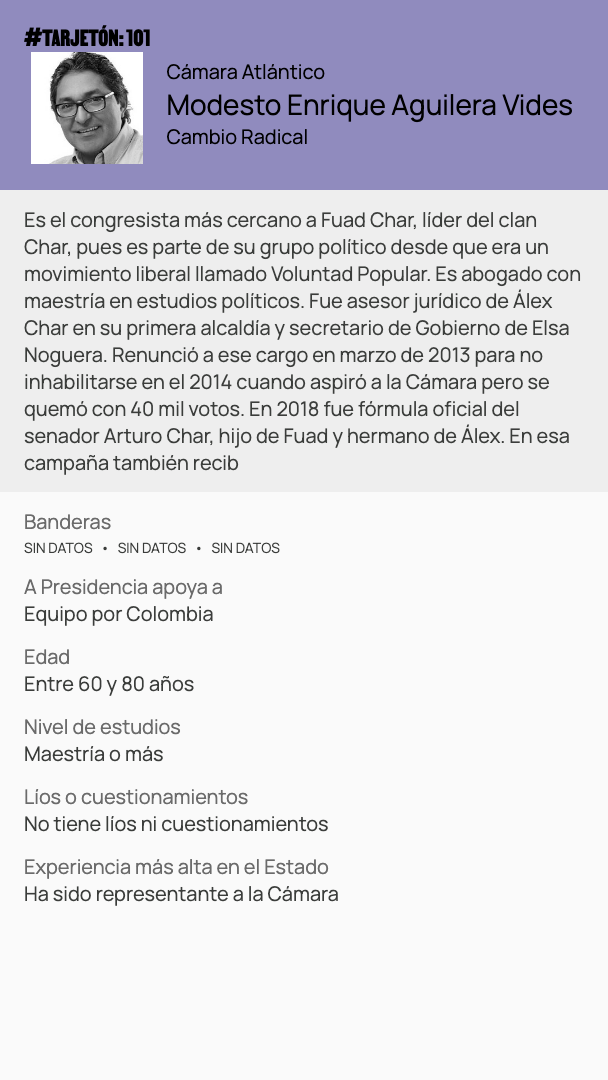 #TARJETÓN: 101
Cámara Atlántico
Modesto Enrique Aguilera Vides
Cambio Radical
Es el congresista más cercano a Fuad Char, líder del clan
Char, pues es parte de su grupo político desde que era un
movimiento liberal llamado Voluntad Popular. Es abogado con
maestría en estudios políticos. Fue asesor jurídico de Álex
Char en su primera alcaldía y secretario de Gobierno de Elsa
Noguera. Renunció a ese cargo en marzo de 2013 para no
inhabilitarse en el 2014 cuando aspiró a la Cámara pero se
quemó con 40 mil votos. En 2018 fue fórmula oficial del
senador Arturo Char, hijo de Fuad y hermano de Álex. En esa
campaña también recib
Banderas
SIN DATOS • SIN DATOS • SIN DATOS
A Presidencia apoya a
Equipo por Colombia
Edad
Entre 60 y 80 años
Nivel de estudios
Maestría o más
Líos o cuestionamientos
No tiene líos ni cuestionamientos
Experiencia más alta en el Estado
Ha sido representante a la Cámara